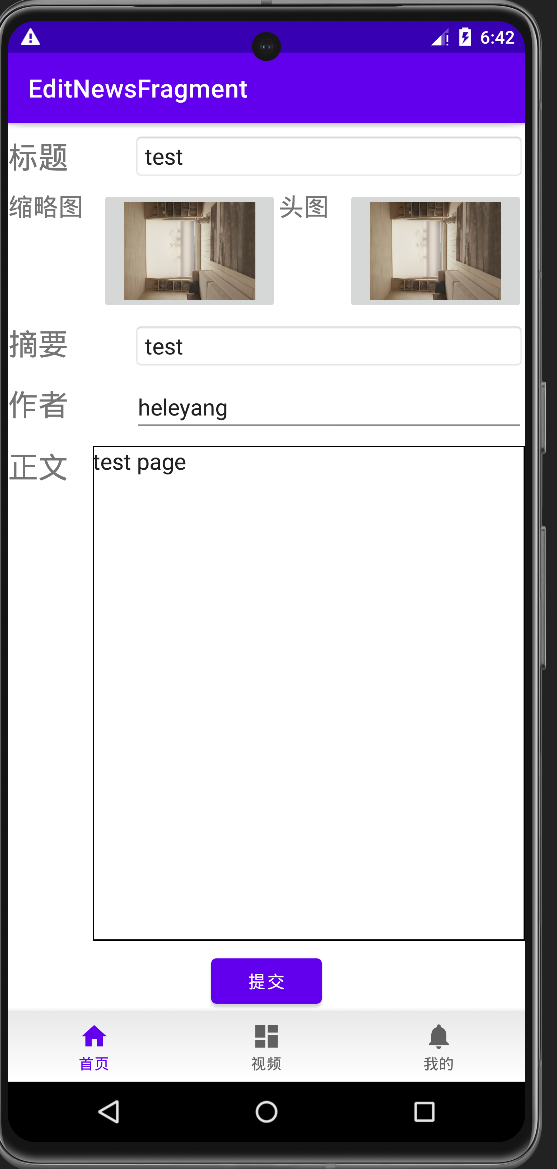 6:42
EditNewsFragment
标题 test
缩略图 头图
摘要 test
作者 heleyang
正文 test page
提交
首页 视频 我的